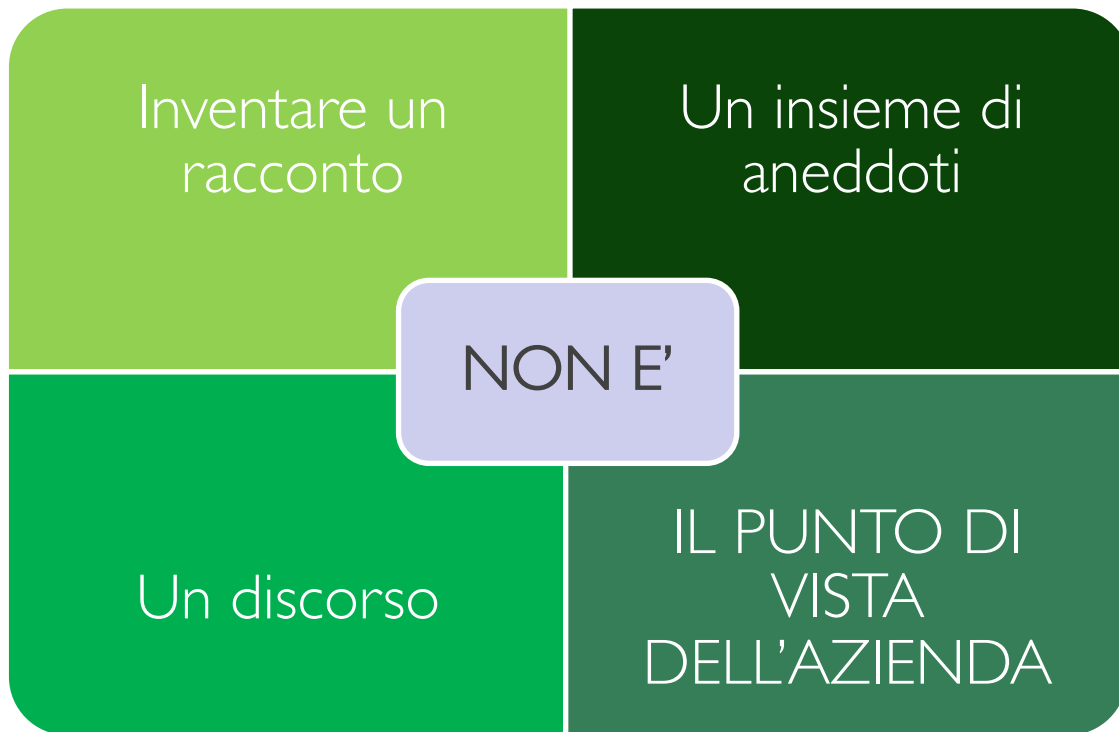 Inventare un
racconto
Un insieme di
aneddoti
NON E’
Un discorso
IL PUNTO DI
VISTA
DELL’AZIENDA